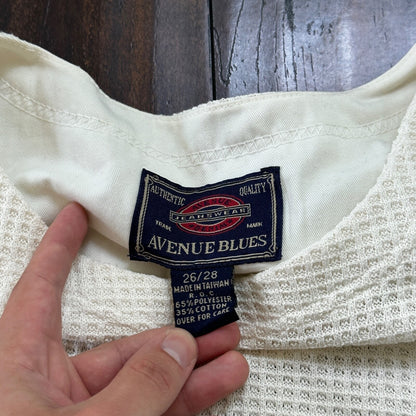 AUTHENTIC QUALITY
JEANSWEAR
TRADE MARK
AVENUE BLUES
26/28
MADE IN TAIWAN
R.O.C
65% POLYESTER
35% COTTON
OVER FOR CARE